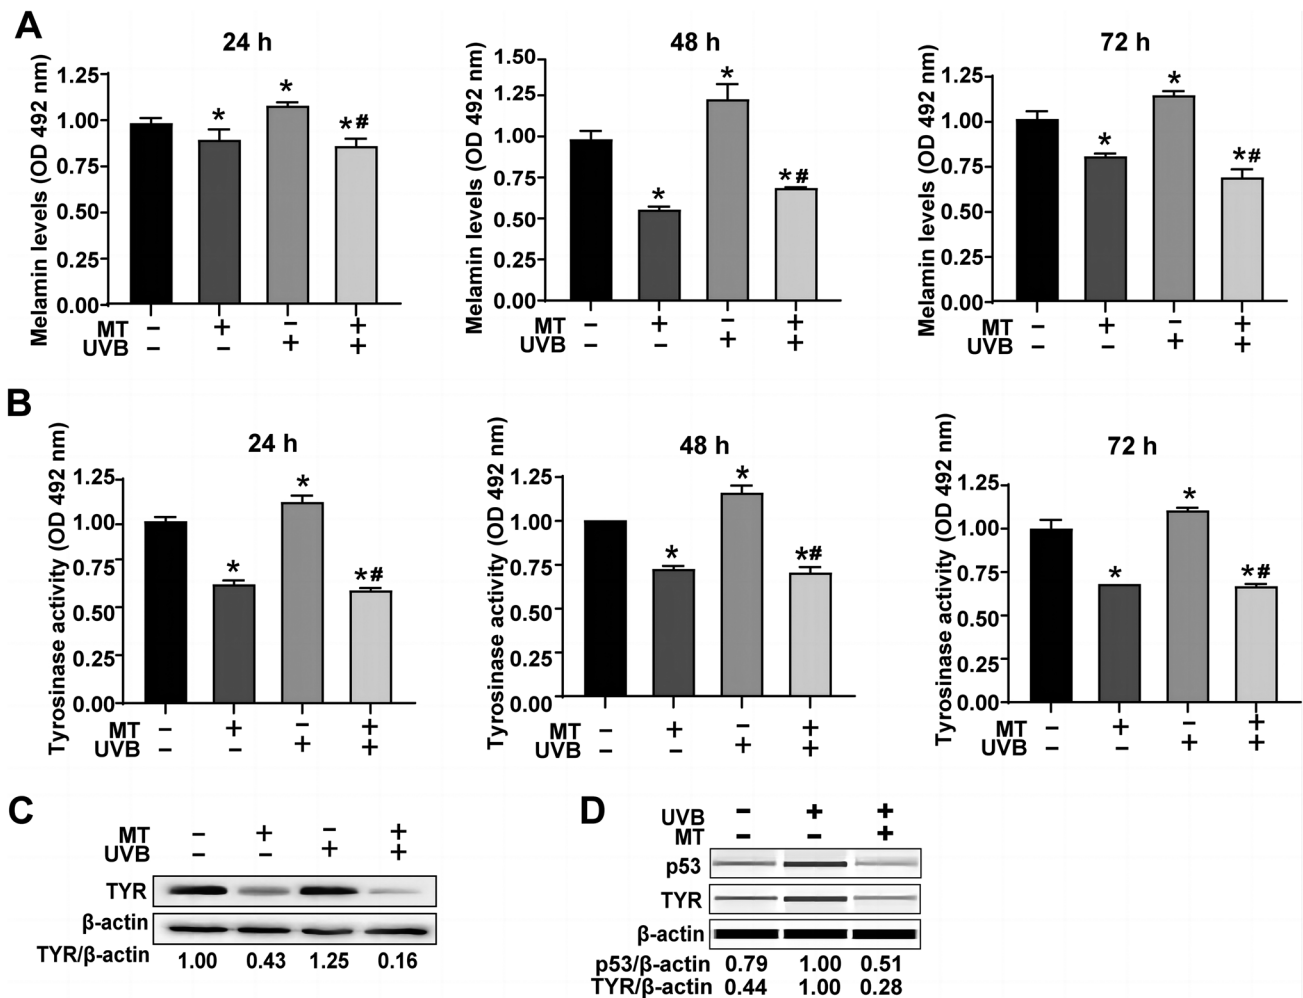 A
24 h
Melamin levels (OD 492 nm)
1.25
1.00
0.75
0.50
0.25
0.00
* * *#
*
MT − + − +
UVB − − + +
48 h
Melamin levels (OD 492 nm)
1.50
1.25
1.00
0.75
0.50
0.25
0.00
*
* *#
MT − + − +
UVB − − + +
72 h
Melamin levels (OD 492 nm)
1.25
1.00
0.75
0.50
0.25
0.00
*
* *#
MT − + − +
UVB − − + +
B
24 h
Tyrosinase activity (OD 492 nm)
1.25
1.00
0.75
0.50
0.25
0.00
*
* *#
MT − + − +
UVB − − + +
48 h
Tyrosinase activity (OD 492 nm)
1.25
1.00
0.75
0.50
0.25
0.00
*
* *#
MT − + − +
UVB − − + +
72 h
Tyrosinase activity (OD 492 nm)
1.25
1.00
0.75
0.50
0.25
0.00
*
* *#
MT − + − +
UVB − − + +
C
MT − + − +
UVB − − + +
TYR
β-actin
TYR/β-actin 1.00 0.43 1.25 0.16
D
UVB − + +
MT − − +
p53
TYR
β-actin
p53/β-actin 0.79 1.00 0.51
TYR/β-actin 0.44 1.00 0.28